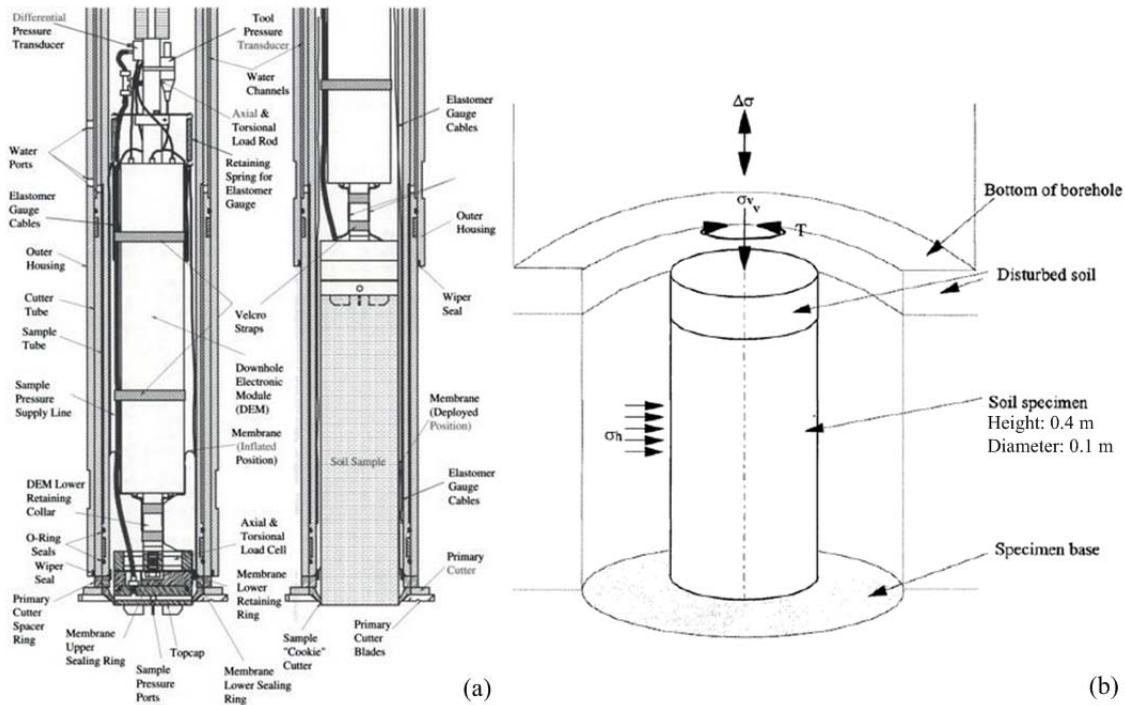 Differential
Pressure
Transducer
Tool
Pressure
Transducer
Water
Channels
Axial &
Torsional
Load Rod
Water
Ports
Retaining
Spring for
Elastomer
Gauge
Elastomer
Gauge
Cables
Outer
Housing
Cutter
Tube
Sample
Tube
Velcro
Straps
Sample
Pressure
Supply Line
Downhole
Electronic
Module
(DEM)
Membrane
(Inflated
Position)
DEM Lower
Retaining
Collar
O-Ring
Seals
Wiper
Seal
Axial &
Torsional
Load Cell
Primary
Cutter
Spacer
Ring
Membrane
Lower
Retaining
Ring
Membrane
Upper
Sealing Ring
Topcap
Sample
Pressure
Ports
Membrane
Lower Sealing
Ring
Elastomer
Gauge
Cables
Outer
Housing
Wiper
Seal
Membrane
(Deployed
Position)
Soil Sample
Elastomer
Gauge
Cables
Primary
Cutter
Sample
"Cookie"
Cutter
Primary
Cutter
Blades
(a)
Δσ
σv
v
T
Bottom of borehole
Disturbed soil
σh
Soil specimen
Height: 0.4 m
Diameter: 0.1 m
Specimen base
(b)